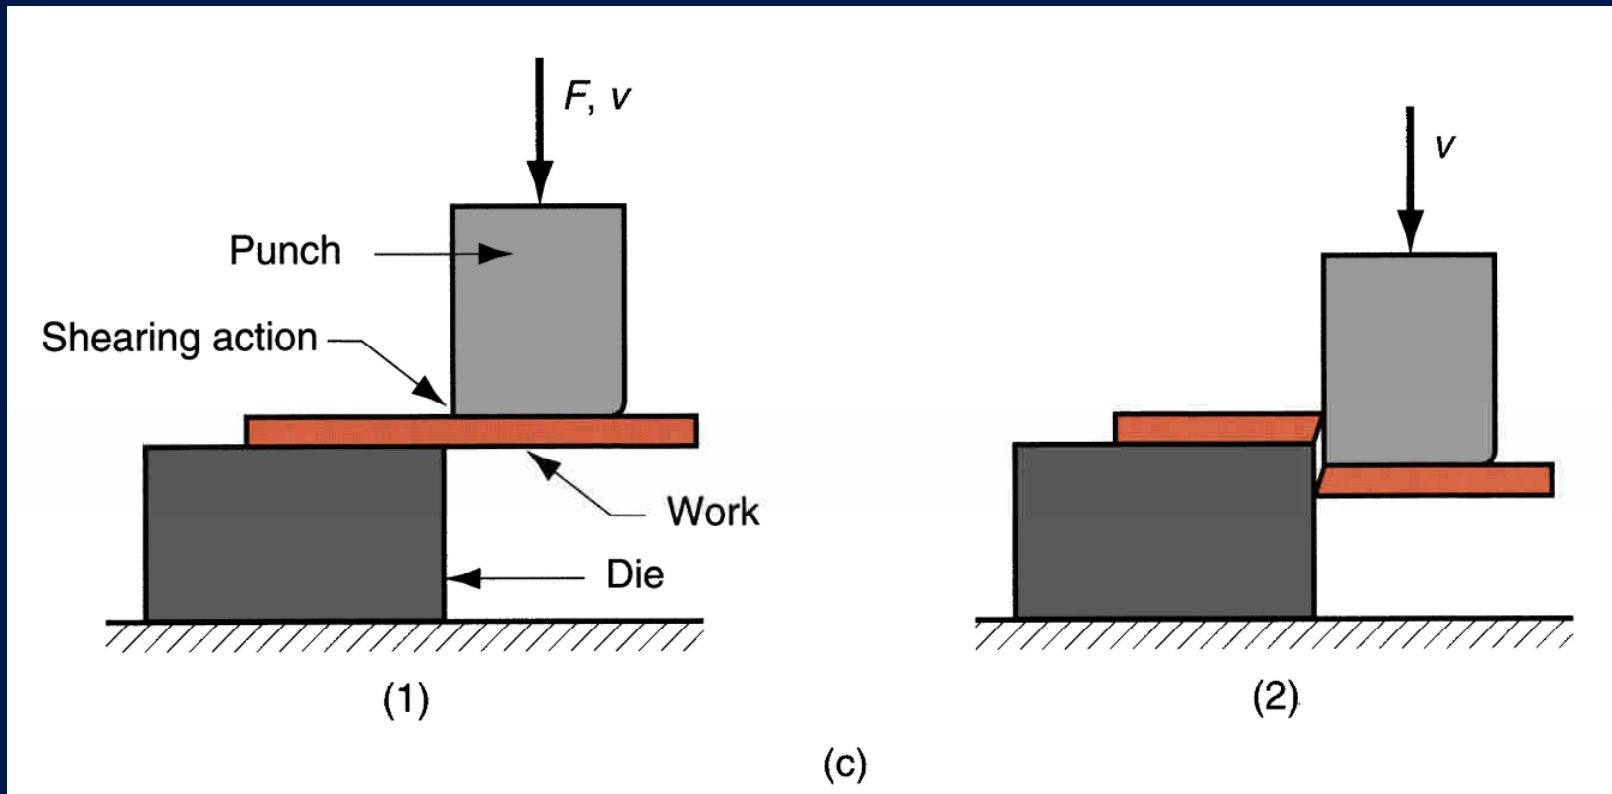 F, v
v
Punch
Shearing action
Work
Die
(1)
(2)
(c)